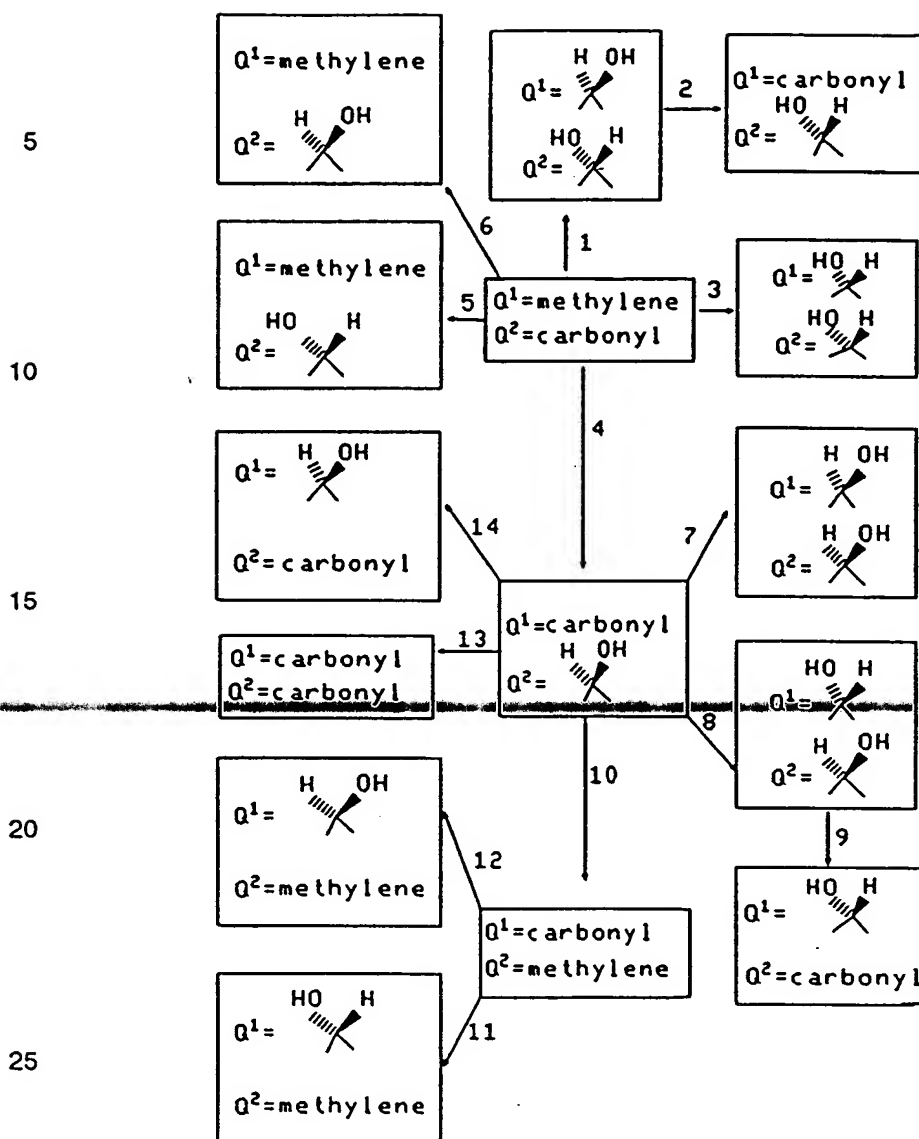 Q¹=methylene
H OH
Q²=
H OH
Q¹=
HO H
Q²=
2
Q¹=carbonyl
HO H
Q²=
5
6
1
Q¹=methylene
HO H
Q²=
5
Q¹=methylene
Q²=carbonyl
3
HO H
Q¹=
HO H
Q²=
10
4
H OH
Q¹=
Q²=carbonyl
14
7
H OH
Q¹=
H OH
Q²=
15
Q¹=carbonyl
H OH
Q²=
13
Q¹=carbonyl
Q²=carbonyl
8
HO H
Q¹=
H OH
Q²=
10
9
H OH
Q¹=
Q²=methylene
20
12
Q¹=carbonyl
Q²=methylene
HO H
Q¹=
Q²=carbonyl
HO H
Q¹=
Q²=methylene
11
25